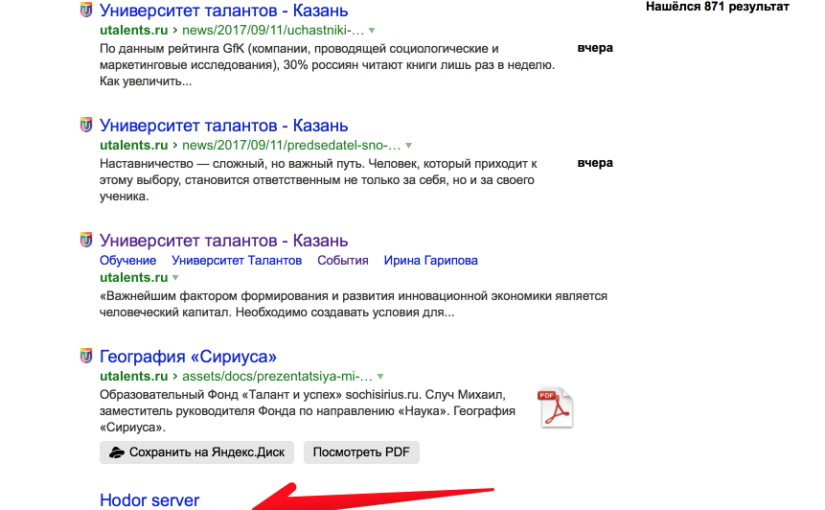 Университет талантов - Казань
Нашёлся 871 результат
utalents.ru › news/2017/09/11/uchastniki-…
По данным рейтинга GfK (компании, проводящей социологические и
вчера
маркетинговые исследования), 30% россиян читают книги лишь раз в неделю.
Как увеличить...
Университет талантов - Казань
utalents.ru › news/2017/09/11/predsedatel-sno-…
Наставничество — сложный, но важный путь. Человек, который приходит к
вчера
этому выбору, становится ответственным не только за себя, но и за своего
ученика.
Университет талантов - Казань
Обучение Университет Талантов События Ирина Гарипова
utalents.ru
«Важнейшим фактором формирования и развития инновационной экономики является
человеческий капитал. Необходимо создавать условия для...
География «Сириуса»
utalents.ru › assets/docs/prezentatsiya-mi-…
Образовательный Фонд «Талант и успех» sochisirius.ru. Случ Михаил,
заместитель руководителя Фонда по направлению «Наука». География
«Сириуса».
PDF
Сохранить на Яндекс.Диск Посмотреть PDF
Hodor server